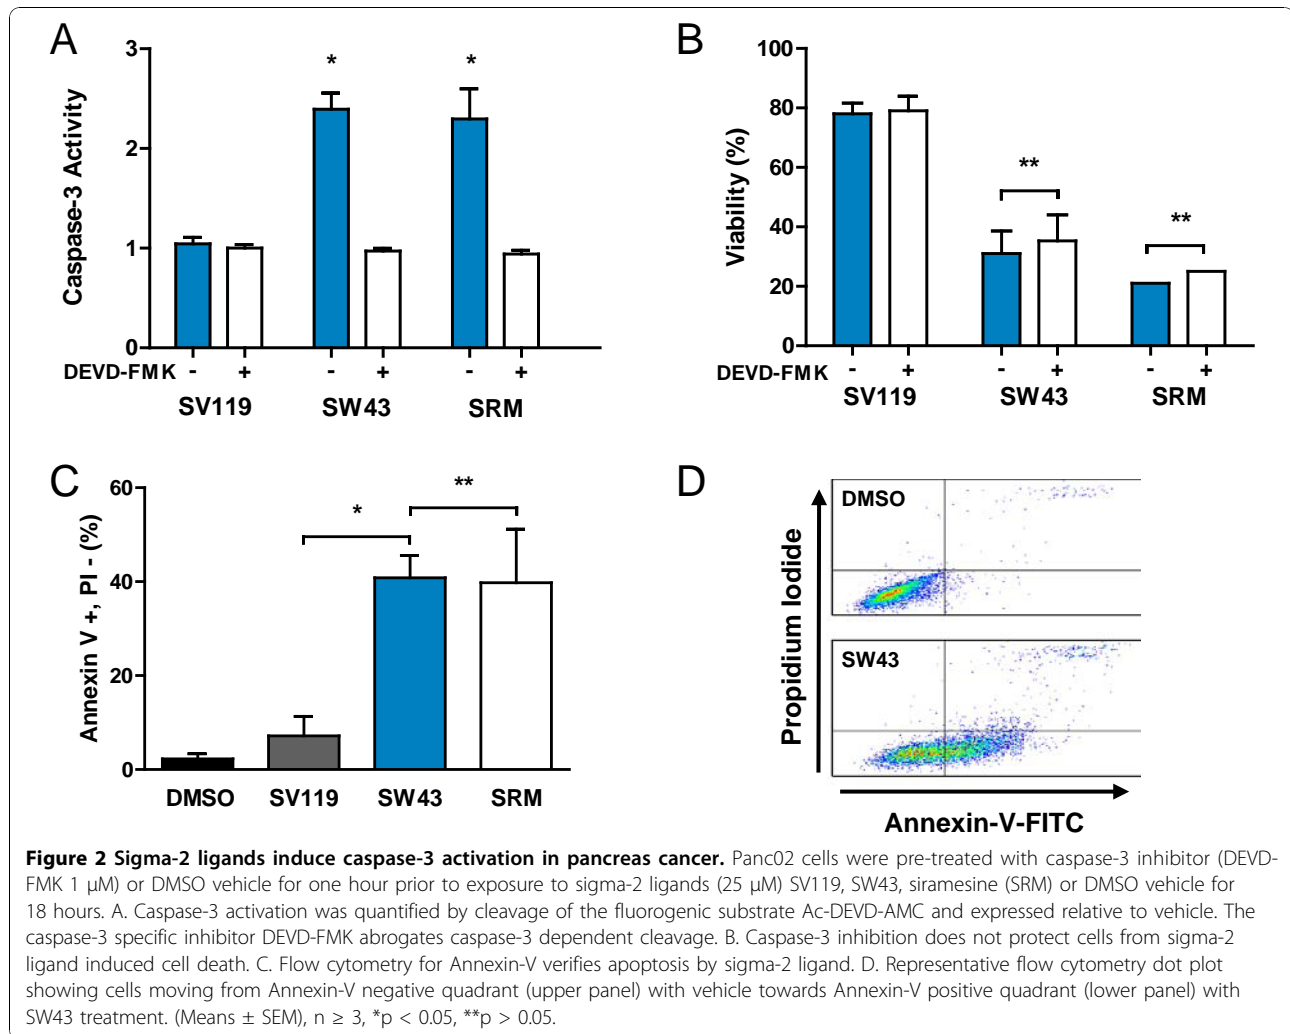 A
3
2
1
0
Caspase-3 Activity
* *
DEVD-FMK - + - + - +
SV119 SW43 SRM
B
100
80
60
40
20
0
Viability (%)
** **
DEVD-FMK - + - + - +
SV119 SW43 SRM
C
60
40
20
0
Annexin V +, PI - (%)
* **
DMSO SV119 SW43 SRM
D
DMSO
SW43
Propidium Iodide
Annexin-V-FITC
Figure 2 Sigma-2 ligands induce caspase-3 activation in pancreas cancer. Panc02 cells were pre-treated with caspase-3 inhibitor (DEVD-
FMK 1 μM) or DMSO vehicle for one hour prior to exposure to sigma-2 ligands (25 μM) SV119, SW43, siramesine (SRM) or DMSO vehicle for
18 hours. A. Caspase-3 activation was quantified by cleavage of the fluorogenic substrate Ac-DEVD-AMC and expressed relative to vehicle. The
caspase-3 specific inhibitor DEVD-FMK abrogates caspase-3 dependent cleavage. B. Caspase-3 inhibition does not protect cells from sigma-2
ligand induced cell death. C. Flow cytometry for Annexin-V verifies apoptosis by sigma-2 ligand. D. Representative flow cytometry dot plot
showing cells moving from Annexin-V negative quadrant (upper panel) with vehicle towards Annexin-V positive quadrant (lower panel) with
SW43 treatment. (Means ± SEM), n ≥ 3, *p < 0.05, **p > 0.05.